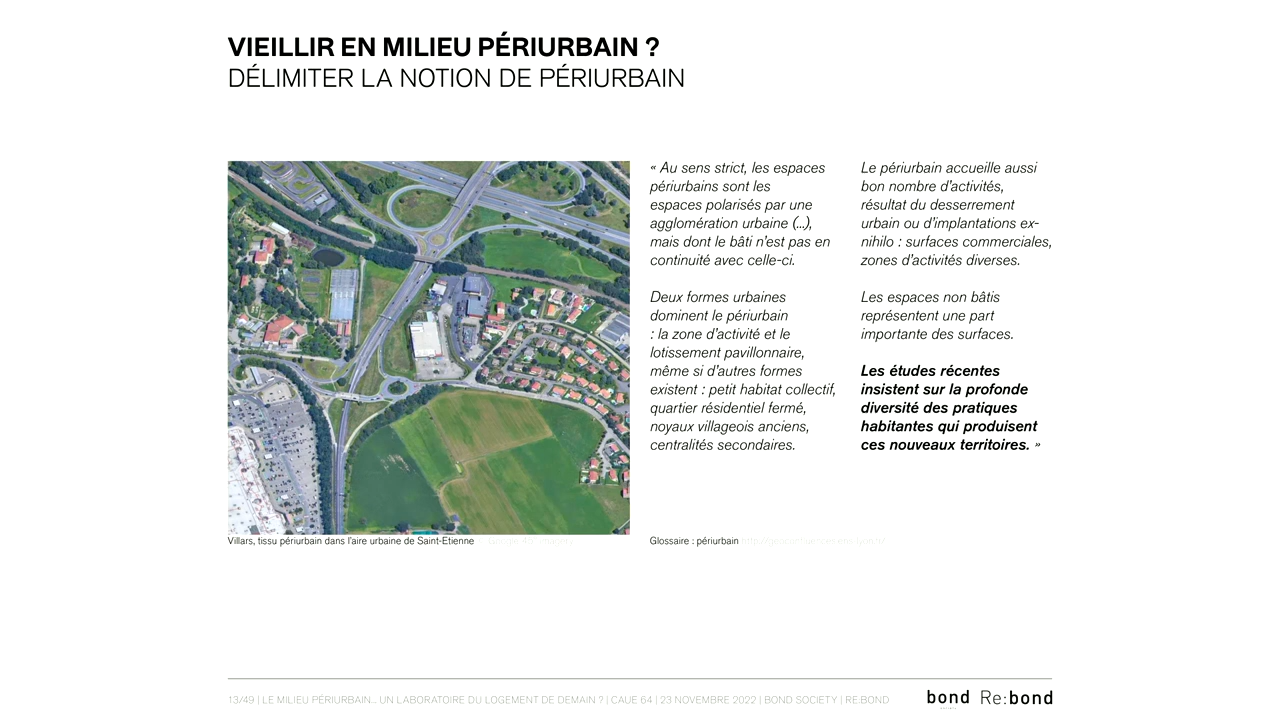 VIEILLIR EN MILIEU PÉRIURBAIN ?
DÉLIMITER LA NOTION DE PÉRIURBAIN
« Au sens strict, les espaces
périurbains sont les
espaces polarisés par une
agglomération urbaine (...),
mais dont le bâti n'est pas en
continuité avec celle-ci.
Deux formes urbaines
dominent le périurbain
: la zone d'activité et le
lotissement pavillonnaire,
même si d'autres formes
existent : petit habitat collectif,
quartier résidentiel fermé,
noyaux villageois anciens,
centralités secondaires.
Le périurbain accueille aussi
bon nombre d'activités,
résultat du desserrement
urbain ou d'implantations ex-
nihilo : surfaces commerciales,
zones d'activités diverses.
Les espaces non bâtis
représentent une part
importante des surfaces.
Les études récentes
insistent sur la profonde
diversité des pratiques
habitantes qui produisent
ces nouveaux territoires. »
Villars, tissu périurbain dans l'aire urbaine de Saint-Etienne
Glossaire : périurbain
13/49 | LE MILIEU PÉRIURBAIN... UN LABORATOIRE DU LOGEMENT DE DEMAIN ? | CAUE 64 | 23 NOVEMBRE 2022 | BOND SOCIETY | RE:BOND
bond Re:bond